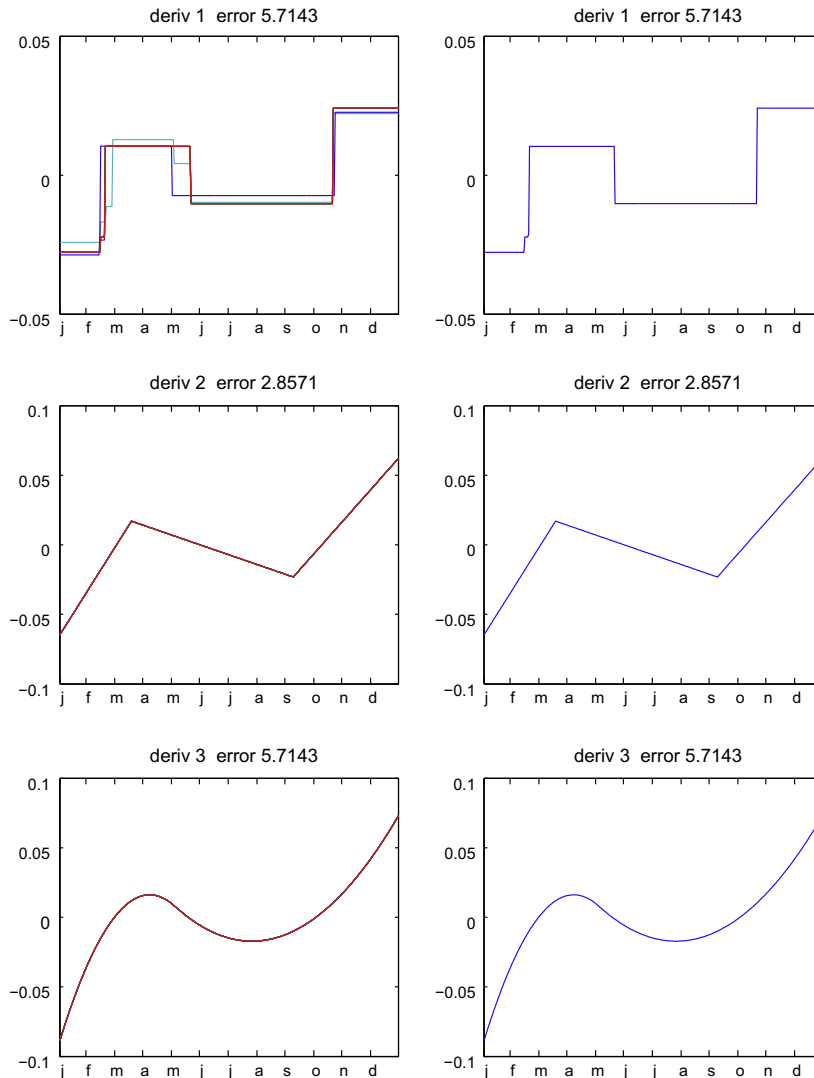 deriv 1 error 5.7143
0.05
0
−0.05
j f m a m j j a s o n d
deriv 1 error 5.7143
0.05
0
−0.05
j f m a m j j a s o n d
deriv 2 error 2.8571
0.1
0.05
0
−0.05
−0.1
j f m a m j j a s o n d
deriv 2 error 2.8571
0.1
0.05
0
−0.05
−0.1
j f m a m j j a s o n d
deriv 3 error 5.7143
0.1
0.05
0
−0.05
−0.1
j f m a m j j a s o n d
deriv 3 error 5.7143
0.1
0.05
0
−0.05
−0.1
j f m a m j j a s o n d